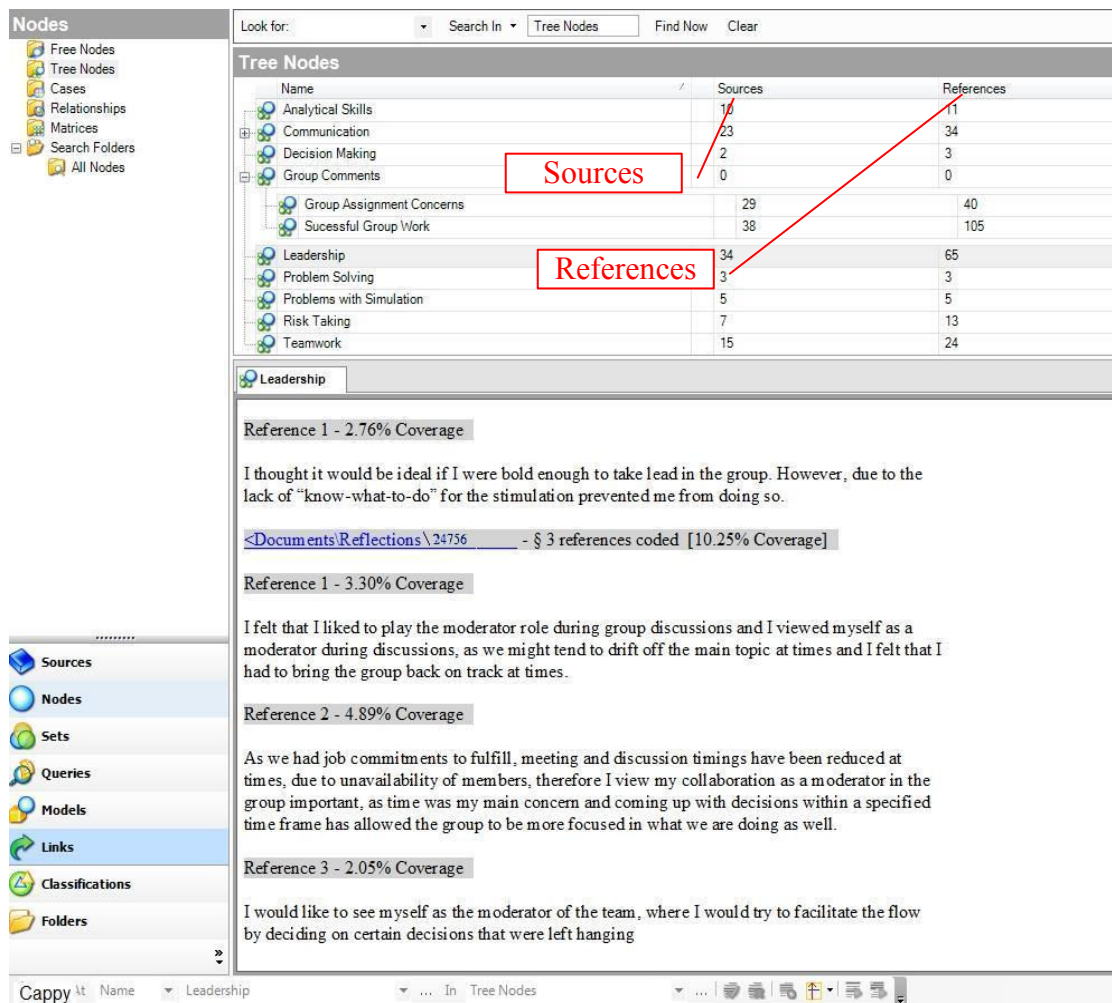 Nodes
Free Nodes
Tree Nodes
Cases
Relationships
Matrices
Search Folders
All Nodes
Look for: Search In Tree Nodes Find Now Clear
Tree Nodes
Name Sources References
Analytical Skills 10 11
Communication 23 34
Decision Making 2 3
Group Comments 0 0
Group Assignment Concerns 29 40
Sucessful Group Work 38 105
Leadership 34 65
Problem Solving 3 3
Problems with Simulation 5 5
Risk Taking 7 13
Teamwork 15 24
Sources
References
Leadership
Reference 1 - 2.76% Coverage
I thought it would be ideal if I were bold enough to take lead in the group. However, due to the
lack of “know-what-to-do” for the stimulation prevented me from doing so.
<Documents\Reflections\24756 - § 3 references coded [10.25% Coverage]
Reference 1 - 3.30% Coverage
I felt that I liked to play the moderator role during group discussions and I viewed myself as a
moderator during discussions, as we might tend to drift off the main topic at times and I felt that I
had to bring the group back on track at times.
Reference 2 - 4.89% Coverage
As we had job commitments to fulfill, meeting and discussion timings have been reduced at
times, due to unavailability of members, therefore I view my collaboration as a moderator in the
group important, as time was my main concern and coming up with decisions within a specified
time frame has allowed the group to be more focused in what we are doing as well.
Reference 3 - 2.05% Coverage
I would like to see myself as the moderator of the team, where I would try to facilitate the flow
by deciding on certain decisions that were left hanging
Sources
Nodes
Sets
Queries
Models
Links
Classifications
Folders
»
Cappy Name Leadership ... In Tree Nodes ...